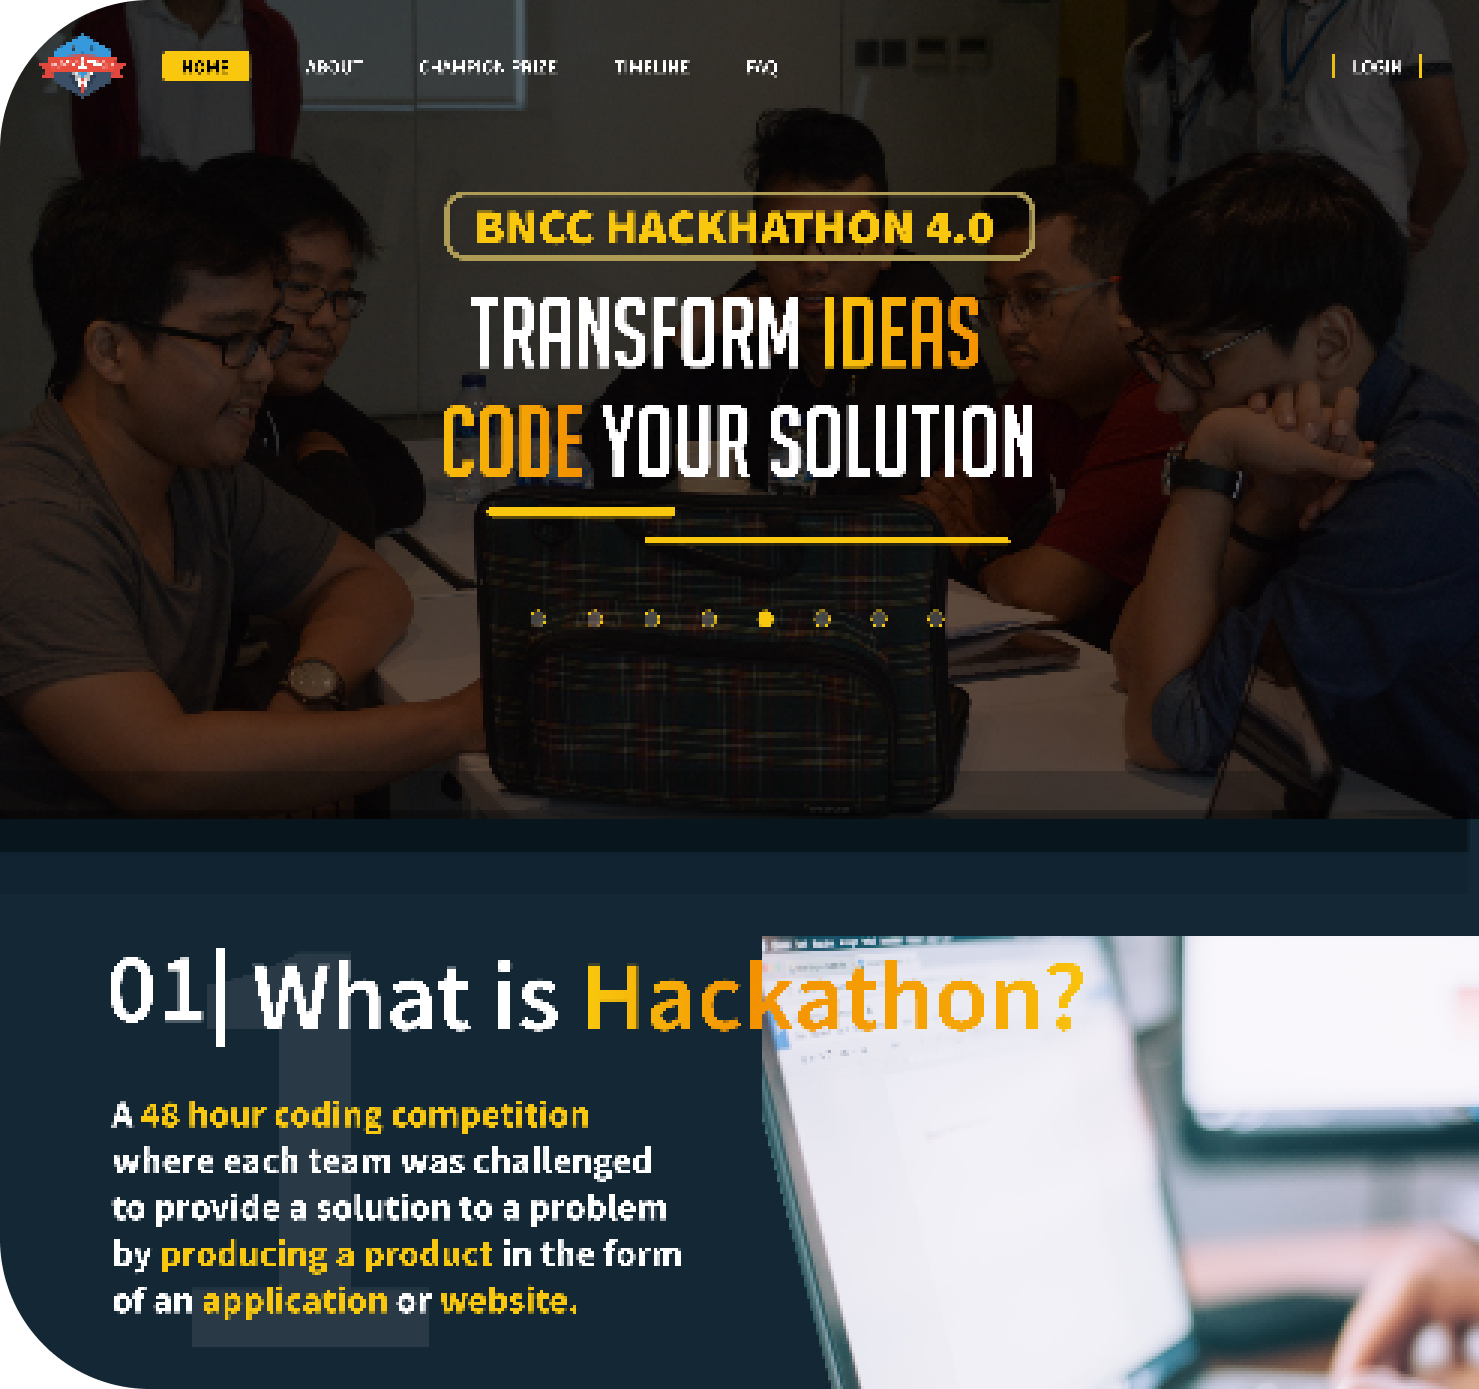 HOME
ABOUT
CHAMPION PRIZE
TIMELINE
FAQ
LOGIN
BNCC HACKHATHON 4.0
TRANSFORM IDEAS
CODE YOUR SOLUTION
1
01| What is Hackathon?
A 48 hour coding competition
where each team was challenged
to provide a solution to a problem
by producing a product in the form
of an application or website.